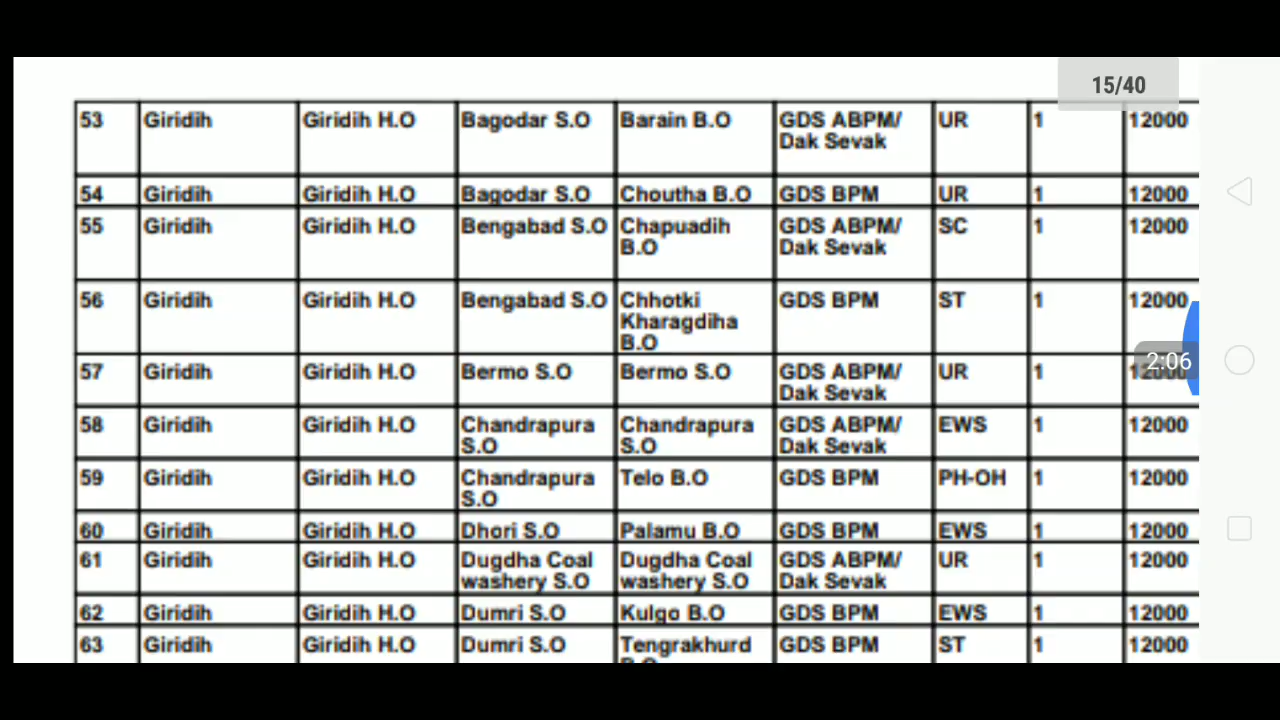 15/40
53 Giridih Giridih H.O Bagodar S.O Barain B.O GDS ABPM/ UR 1 12000
Dak Sevak
54 Giridih Giridih H.O Bagodar S.O Choutha B.O GDS BPM UR 1 12000
55 Giridih Giridih H.O Bengabad S.O Chapuadih GDS ABPM/ SC 1 12000
B.O Dak Sevak
56 Giridih Giridih H.O Bengabad S.O Chhotki GDS BPM ST 1 12000
Kharagdiha
B.O
2:06
57 Giridih Giridih H.O Bermo S.O Bermo S.O GDS ABPM/ UR 1 12000
Dak Sevak
58 Giridih Giridih H.O Chandrapura Chandrapura GDS ABPM/ EWS 1 12000
S.O S.O Dak Sevak
59 Giridih Giridih H.O Chandrapura Telo B.O GDS BPM PH-OH 1 12000
S.O
60 Giridih Giridih H.O Dhori S.O Palamu B.O GDS BPM EWS 1 12000
61 Giridih Giridih H.O Dugdha Coal Dugdha Coal GDS ABPM/ UR 1 12000
washery S.O washery S.O Dak Sevak
62 Giridih Giridih H.O Dumri S.O Kulgo B.O GDS BPM EWS 1 12000
63 Giridih Giridih H.O Dumri S.O Tengrakhurd GDS BPM ST 1 12000
B.O